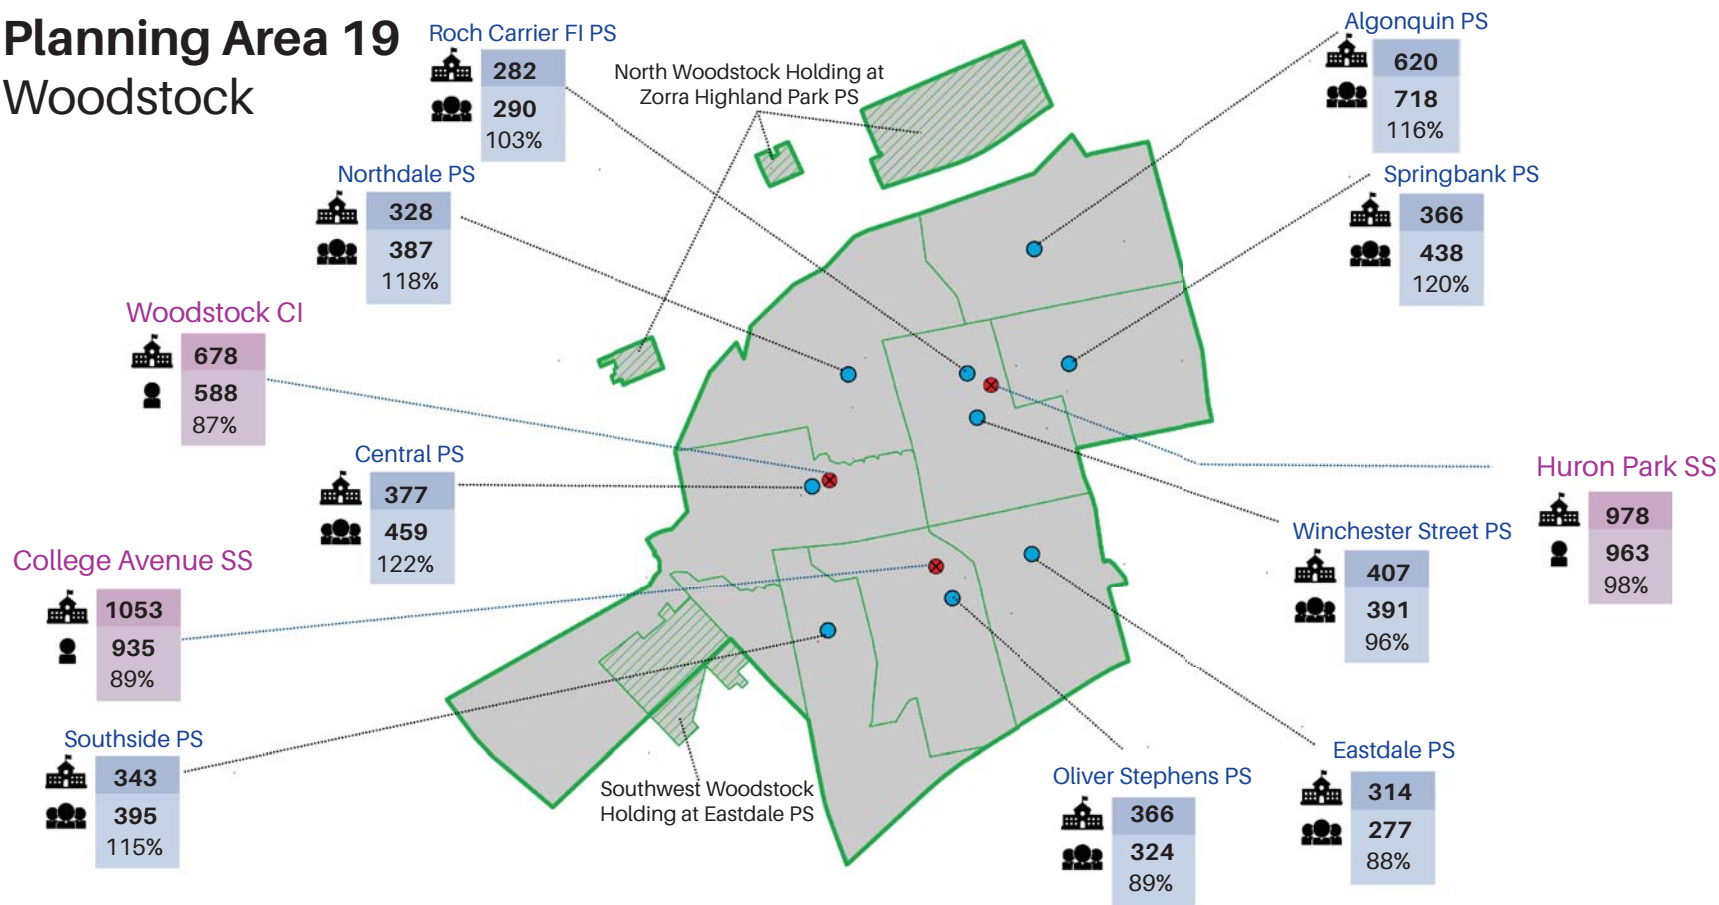 Planning Area 19
Woodstock
Roch Carrier FI PS
282
290
103%
North Woodstock Holding at
Zorra Highland Park PS
Algonquin PS
620
718
116%
Northdale PS
328
387
118%
Springbank PS
366
438
120%
Woodstock CI
678
588
87%
Central PS
377
459
122%
Huron Park SS
978
963
98%
Winchester Street PS
407
391
96%
College Avenue SS
1053
935
89%
Southside PS
343
395
115%
Southwest Woodstock
Holding at Eastdale PS
Oliver Stephens PS
366
324
89%
Eastdale PS
314
277
88%